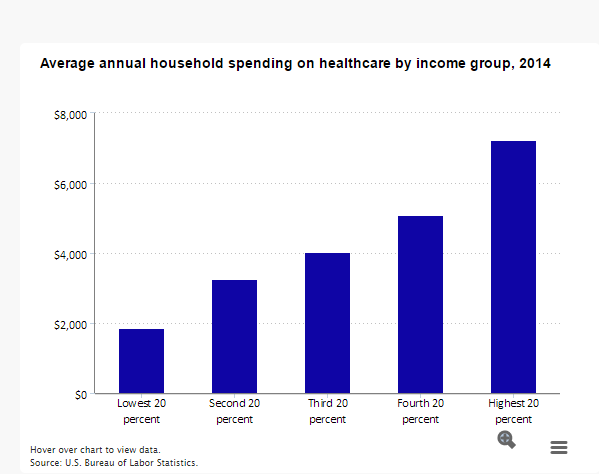 Average annual household spending on healthcare by income group, 2014
$8,000
$6,000
$4,000
$2,000
$0
Lowest 20 percent
Second 20 percent
Third 20 percent
Fourth 20 percent
Highest 20 percent
Hover over chart to view data.
Source: U.S. Bureau of Labor Statistics.